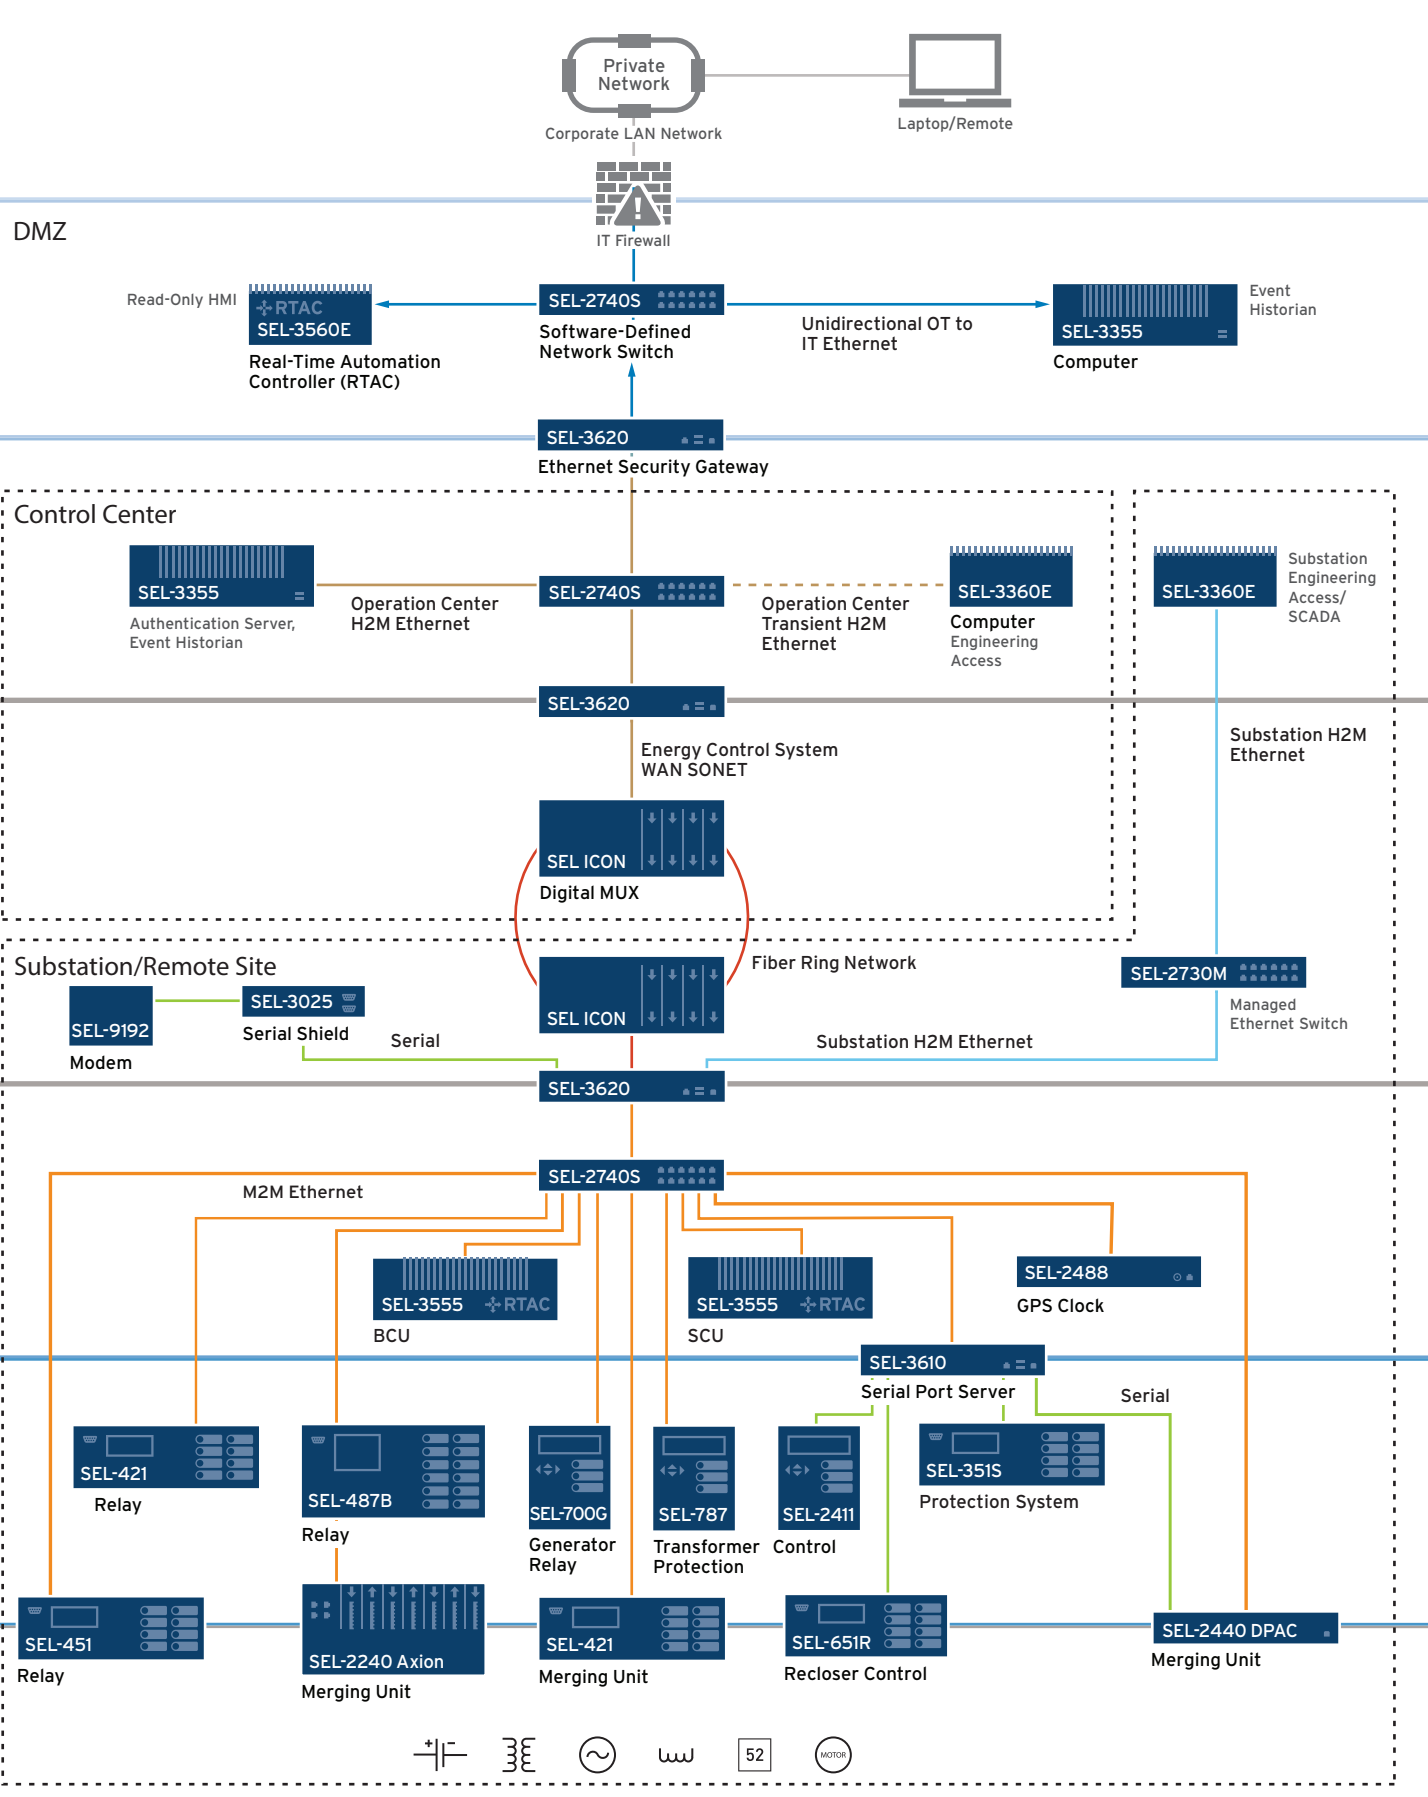 Private
Network
Corporate LAN Network
Laptop/Remote
!
IT Firewall
DMZ
Read-Only HMI
RTAC
SEL-3560E
Real-Time Automation
Controller (RTAC)
SEL-2740S
Software-Defined
Network Switch
Unidirectional OT to
IT Ethernet
SEL-3355
Computer
Event
Historian
SEL-3620
Ethernet Security Gateway
Control Center
SEL-3355
Authentication Server,
Event Historian
Operation Center
H2M Ethernet
SEL-2740S
Operation Center
Transient H2M
Ethernet
SEL-3360E
Computer
Engineering
Access
SEL-3360E
Substation
Engineering
Access/
SCADA
SEL-3620
Energy Control System
WAN SONET
Substation H2M
Ethernet
SEL ICON
Digital MUX
Substation/Remote Site
Fiber Ring Network
SEL ICON
SEL-2730M
Managed
Ethernet Switch
SEL-9192
Modem
SEL-3025
Serial Shield
Serial
Substation H2M Ethernet
SEL-3620
SEL-2740S
M2M Ethernet
SEL-3555
RTAC
BCU
SEL-3555
RTAC
SCU
SEL-2488
GPS Clock
SEL-3610
Serial Port Server
Serial
SEL-421
Relay
SEL-487B
Relay
SEL-700G
Generator
Relay
SEL-787
Transformer
Protection
SEL-2411
Control
SEL-351S
Protection System
SEL-451
Relay
SEL-2240 Axion
Merging Unit
SEL-421
Merging Unit
SEL-651R
Recloser Control
SEL-2440 DPAC
Merging Unit
+ −
52
MOTOR